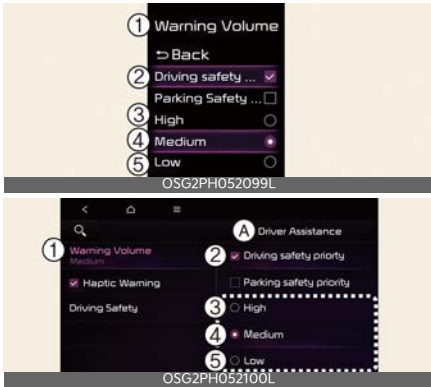 1 Warning Volume
Back
2 Driving safety ...
Parking Safety ...
3 High
4 Medium
5 Low
OSG2PH052099L
A Driver Assistance
1 Warning Volume
Medium
2 Driving safety priorty
Haptic Warning
Parking safety priority
Driving Safety
3 High
4 Medium
5 Low
OSG2PH052100L